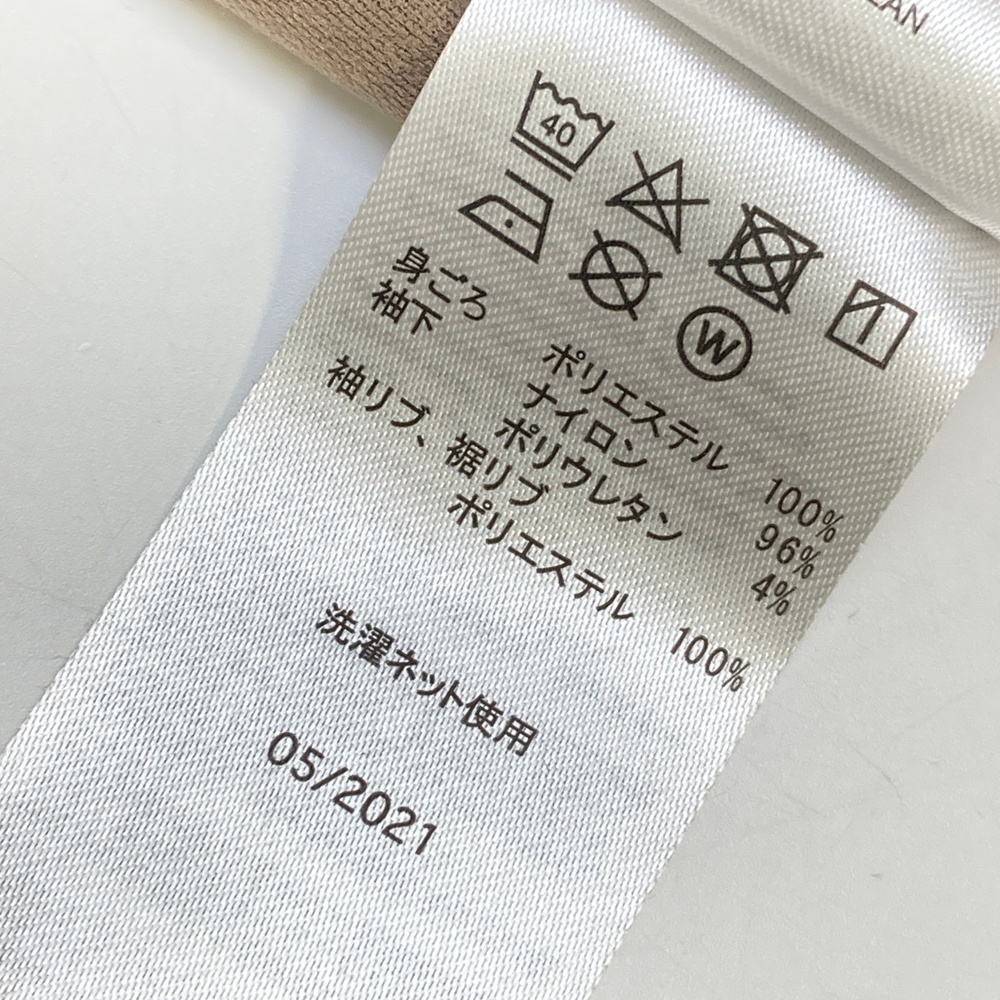 40
W
身ごろ ポリエステル 100%
袖下 ナイロン 96%
ポリウレタン 4%
袖リブ、裾リブ
ポリエステル 100%
洗濯ネット使用
05/2021